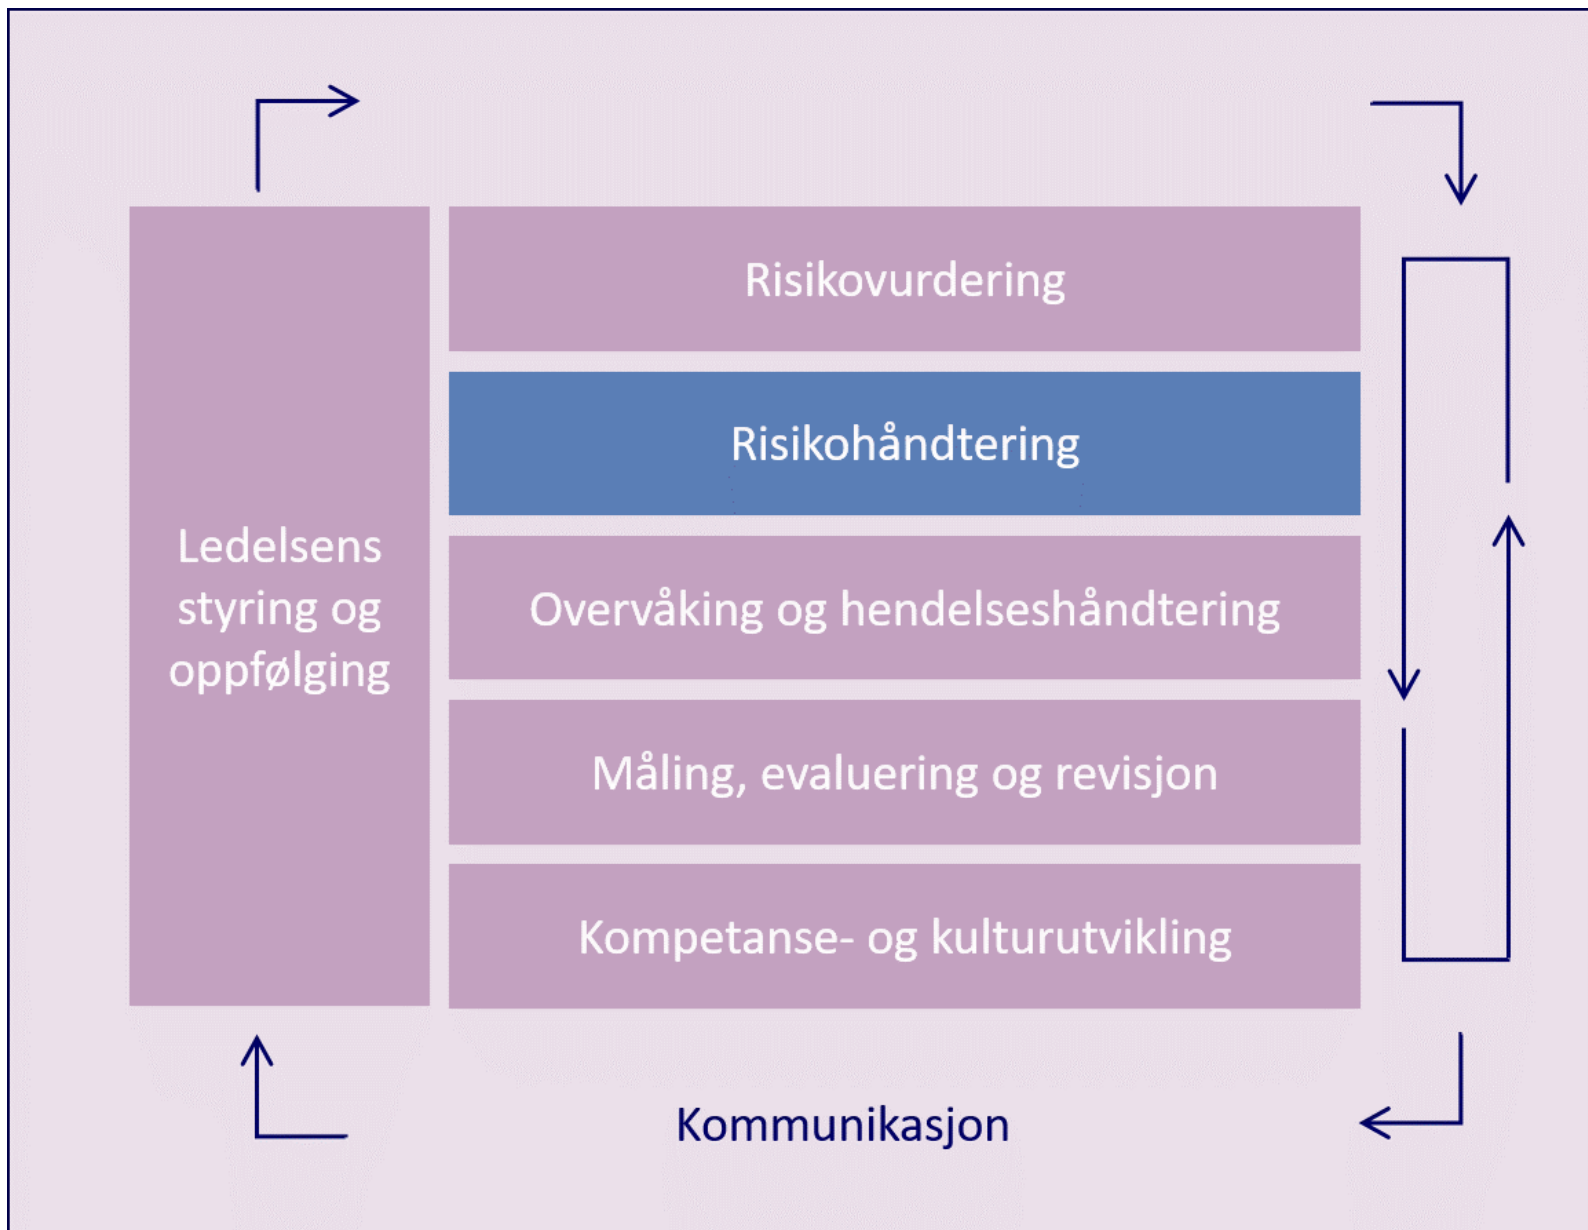 Ledelsens
styring og
oppfølging
Risikovurdering
Risikohåndtering
Overvåking og hendelseshåndtering
Måling, evaluering og revisjon
Kompetanse- og kulturutvikling
Kommunikasjon